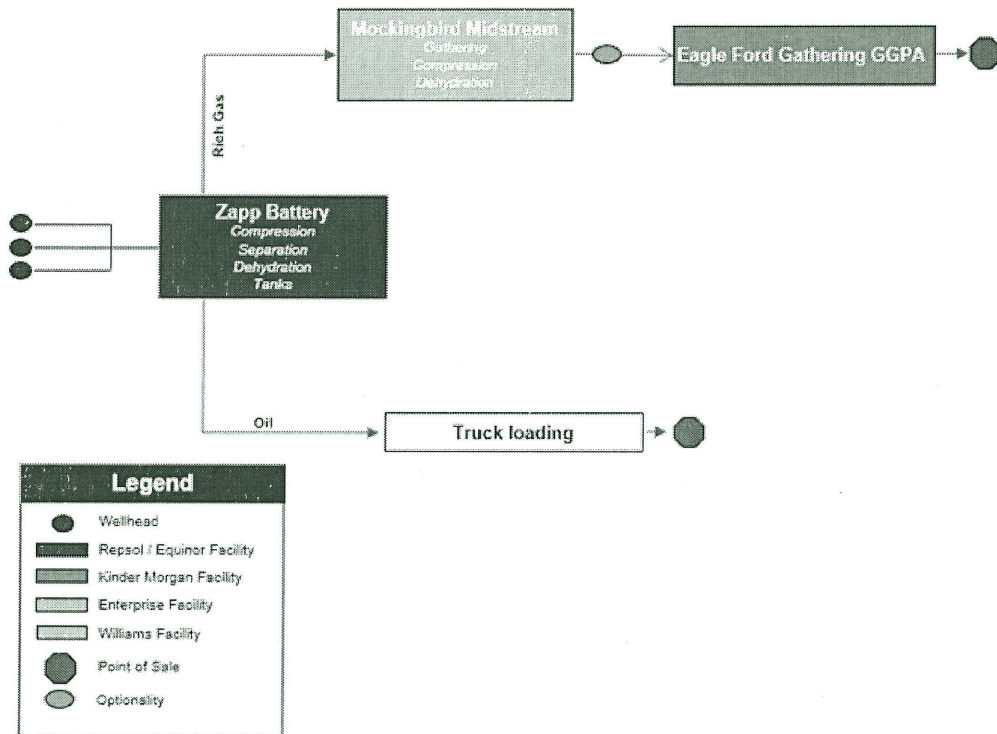 Mockingbird Midstream
Gathering
Compression
Dehydration
Eagle Ford Gathering GGPA
Rich Gas
Zapp Battery
Compression
Separation
Dehydration
Tanks
Oil
Truck loading
Legend
Wellhead
Repsol / Equinor Facility
Kinder Morgan Facility
Enterprise Facility
Williams Facility
Point of Sale
Optionality